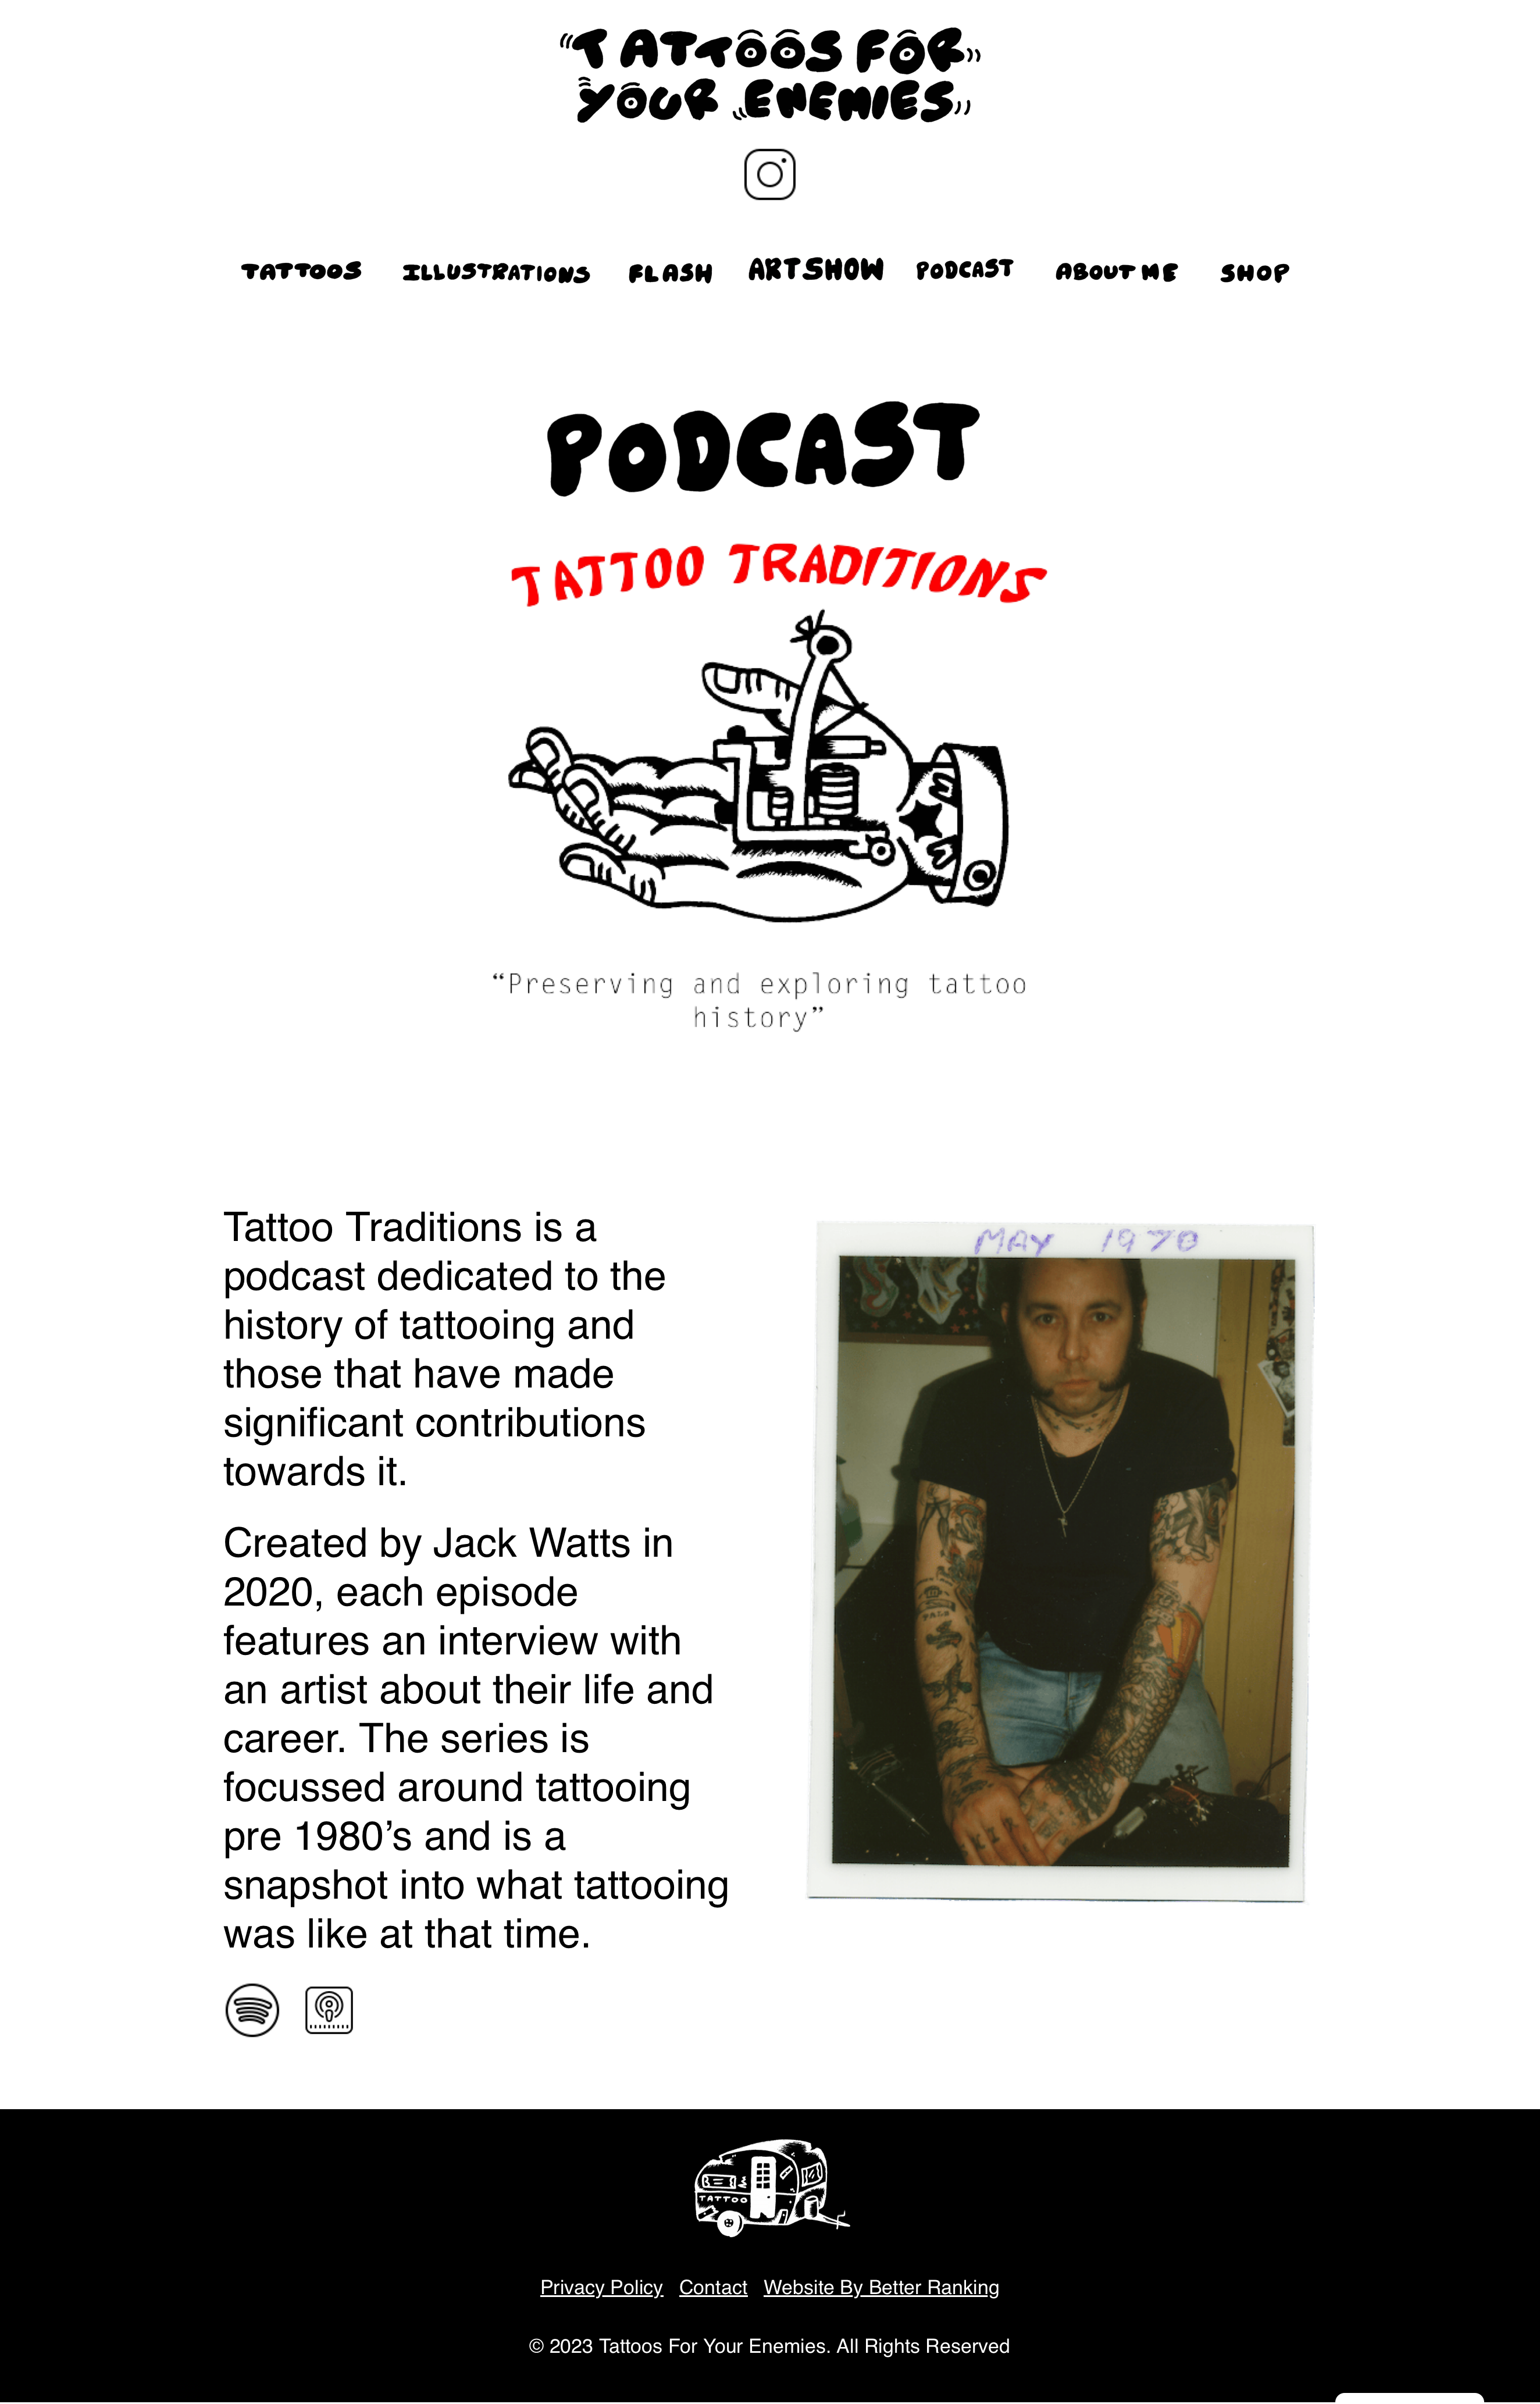 TATTOOS FOR
YOUR ENEMIES
TATTOOS ILLUSTRATIONS FLASH ARTSHOW PODCAST ABOUT ME SHOP
PODCAST
TATTOO TRADITIONS
“Preserving and exploring tattoo
history”
Tattoo Traditions is a
podcast dedicated to the
history of tattooing and
those that have made
significant contributions
towards it.
Created by Jack Watts in
2020, each episode
features an interview with
an artist about their life and
career. The series is
focussed around tattooing
pre 1980’s and is a
snapshot into what tattooing
was like at that time.
MAY 1970
TATTOO
Privacy Policy Contact Website By Better Ranking
© 2023 Tattoos For Your Enemies. All Rights Reserved